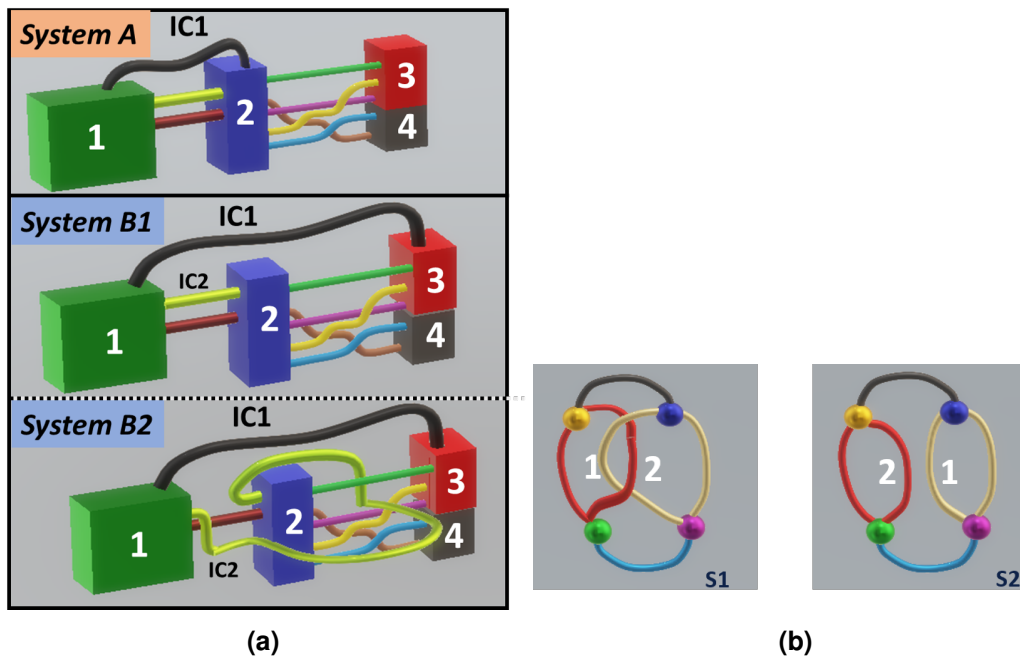 System A
IC1
1
2
3
4
System B1
IC1
IC2
1
2
3
4
System B2
IC1
1
2
3
4
IC2
1 2
S1
2 1
S2
(a) (b)